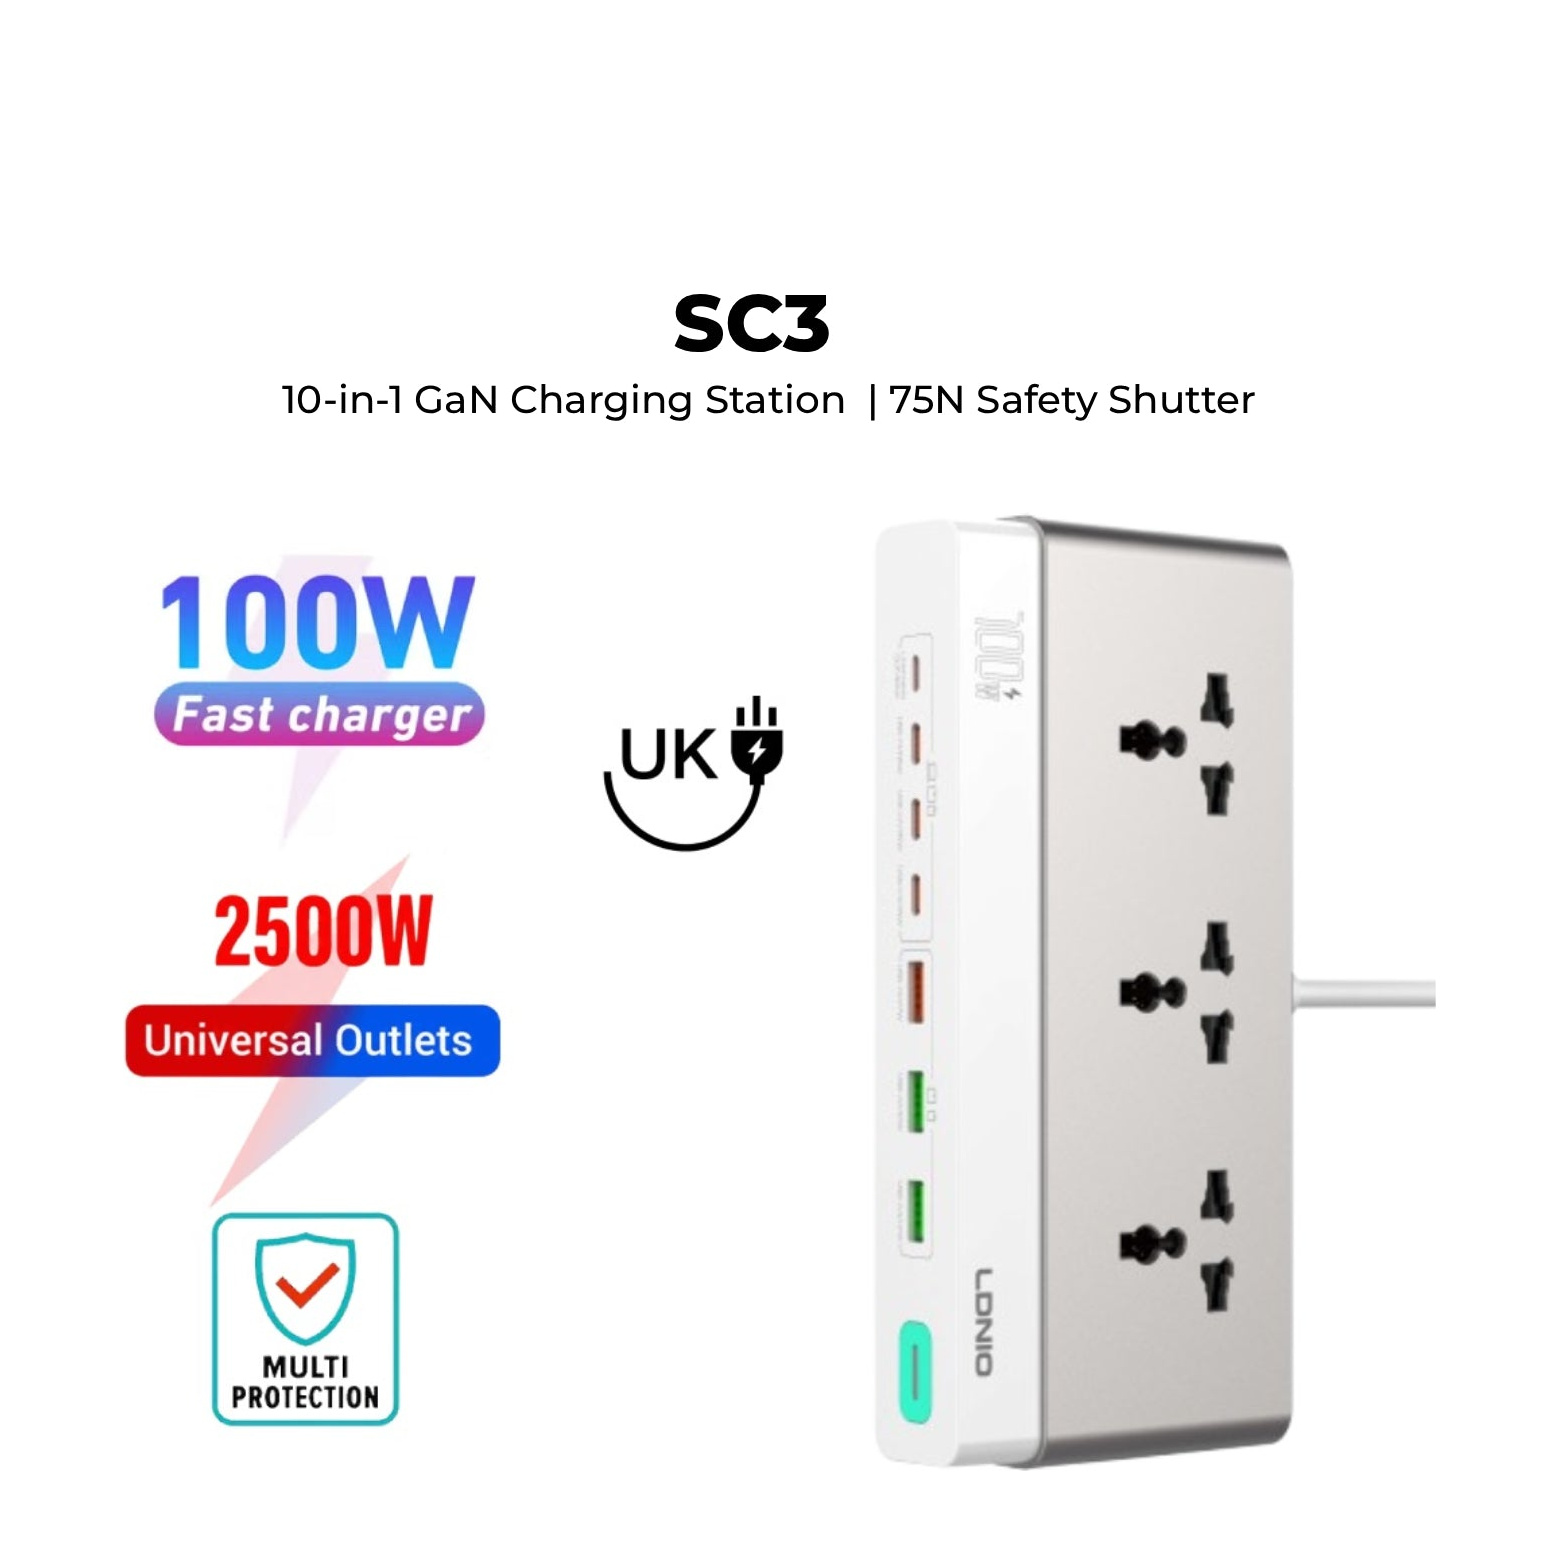 SC3
10-in-1 GaN Charging Station | 75N Safety Shutter
100W
Fast charger
UK
2500W
Universal Outlets
MULTI
PROTECTION
100W
LDNIO